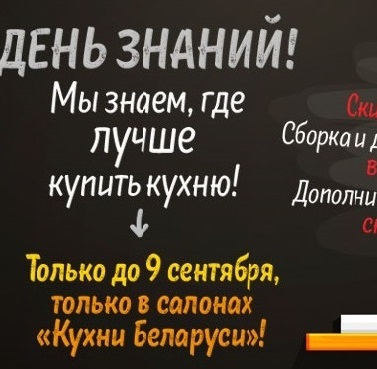 ДЕНЬ ЗНАНИЙ!
Мы знаем, где
лучше
купить кухню!
Только до 9 сентября,
только в салонах
«Кухни Беларуси»!
Сборка и